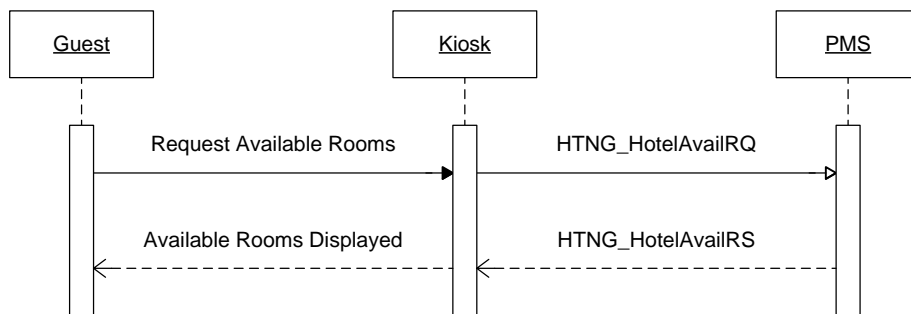 Guest
Kiosk
PMS
Request Available Rooms
HTNG_HotelAvailRQ
Available Rooms Displayed
HTNG_HotelAvailRS